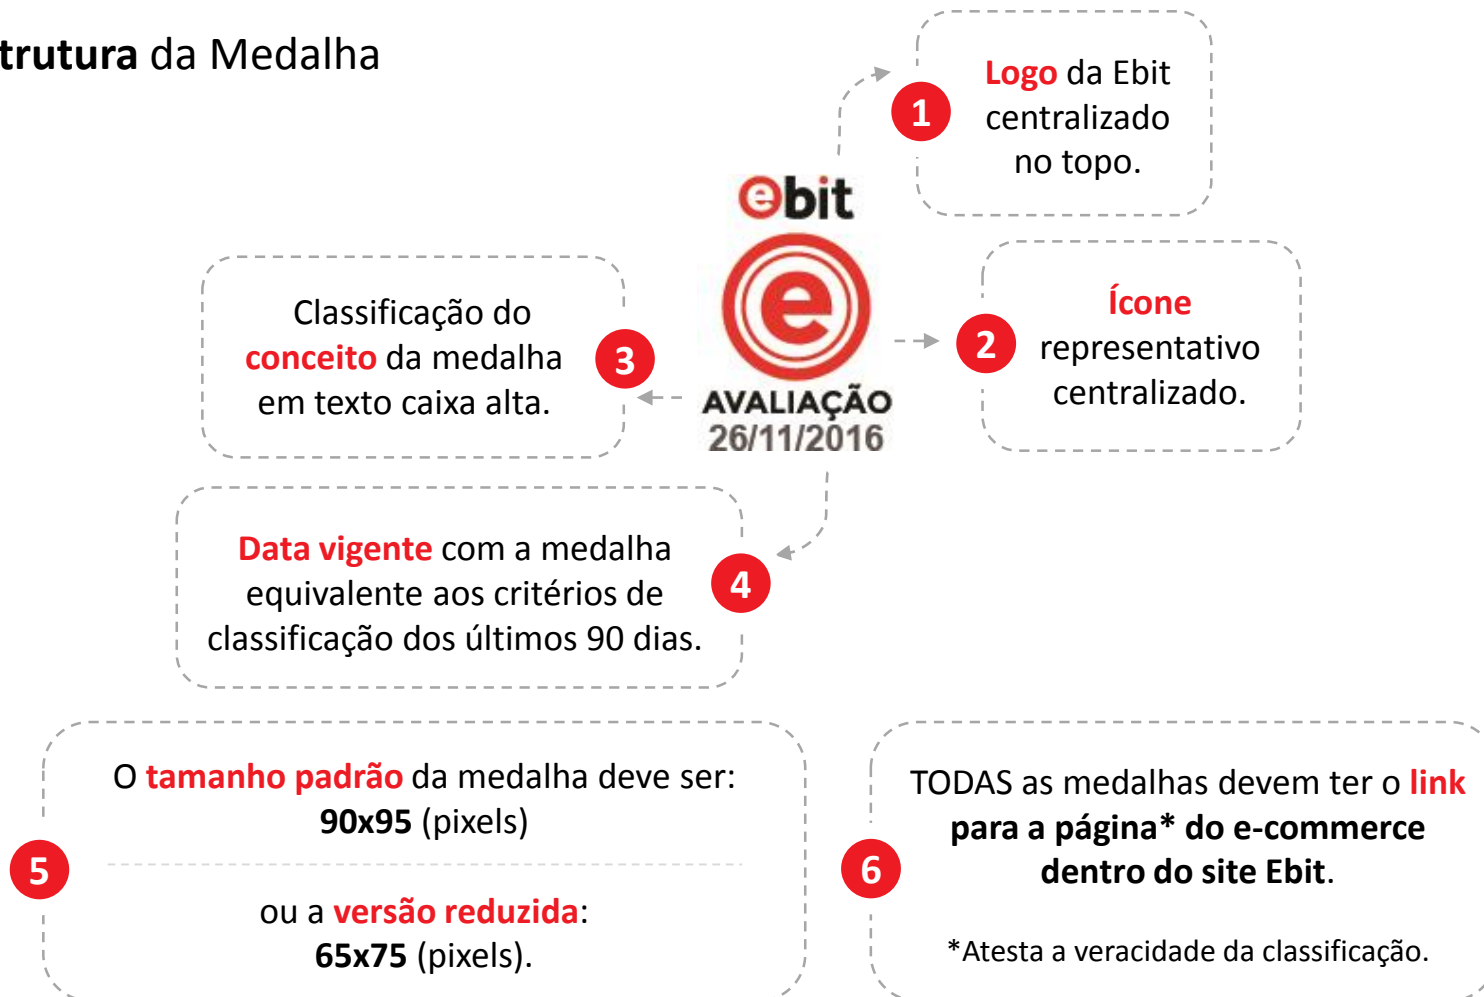 trutura da Medalha
1
Logo da Ebit
centralizado
no topo.
ebit
e
AVALIAÇÃO
26/11/2016
2
Ícone
representativo
centralizado.
3
Classificação do
conceito da medalha
em texto caixa alta.
4
Data vigente com a medalha
equivalente aos critérios de
classificação dos últimos 90 dias.
5
O tamanho padrão da medalha deve ser:
90x95 (pixels)
ou a versão reduzida:
65x75 (pixels).
6
TODAS as medalhas devem ter o link
para a página* do e-commerce
dentro do site Ebit.
*Atesta a veracidade da classificação.